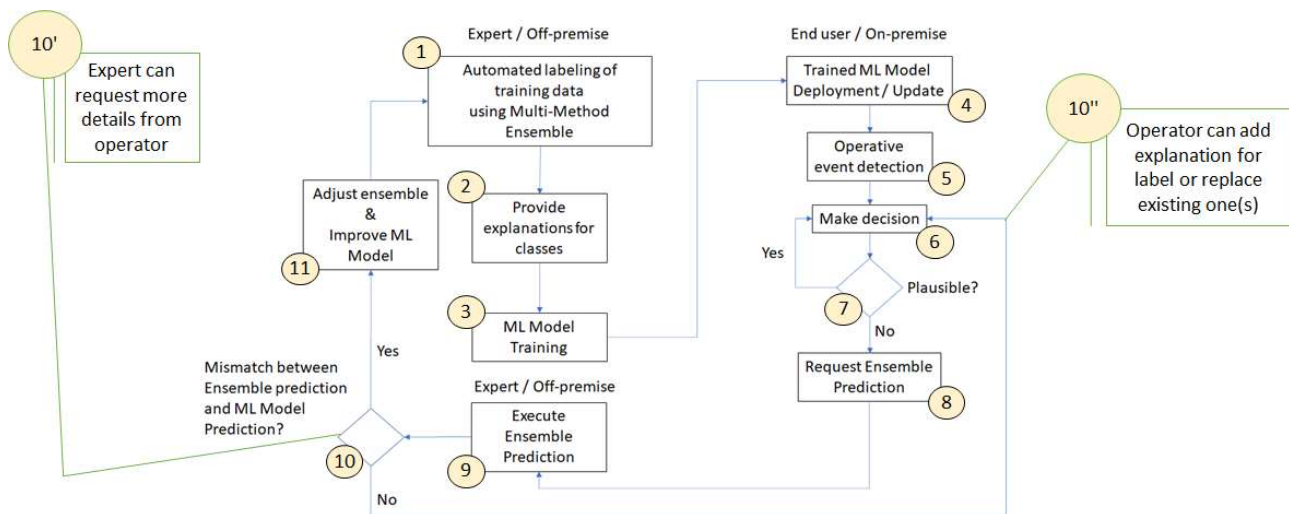 10'
Expert can
request more
details from
operator
Expert / Off-premise
1
Automated labeling of
training data
using Multi-Method
Ensemble
2
Provide
explanations for
classes
3
ML Model
Training
Adjust ensemble
&
Improve ML
Model
11
Yes
Mismatch between
Ensemble prediction
and ML Model
Prediction?
10
No
Expert / Off-premise
Execute
Ensemble
Prediction
9
End user / On-premise
Trained ML Model
Deployment / Update
4
Operative
event detection
5
Make decision
6
Yes
Plausible?
7
No
Request Ensemble
Prediction
8
10''
Operator can add
explanation for
label or replace
existing one(s)